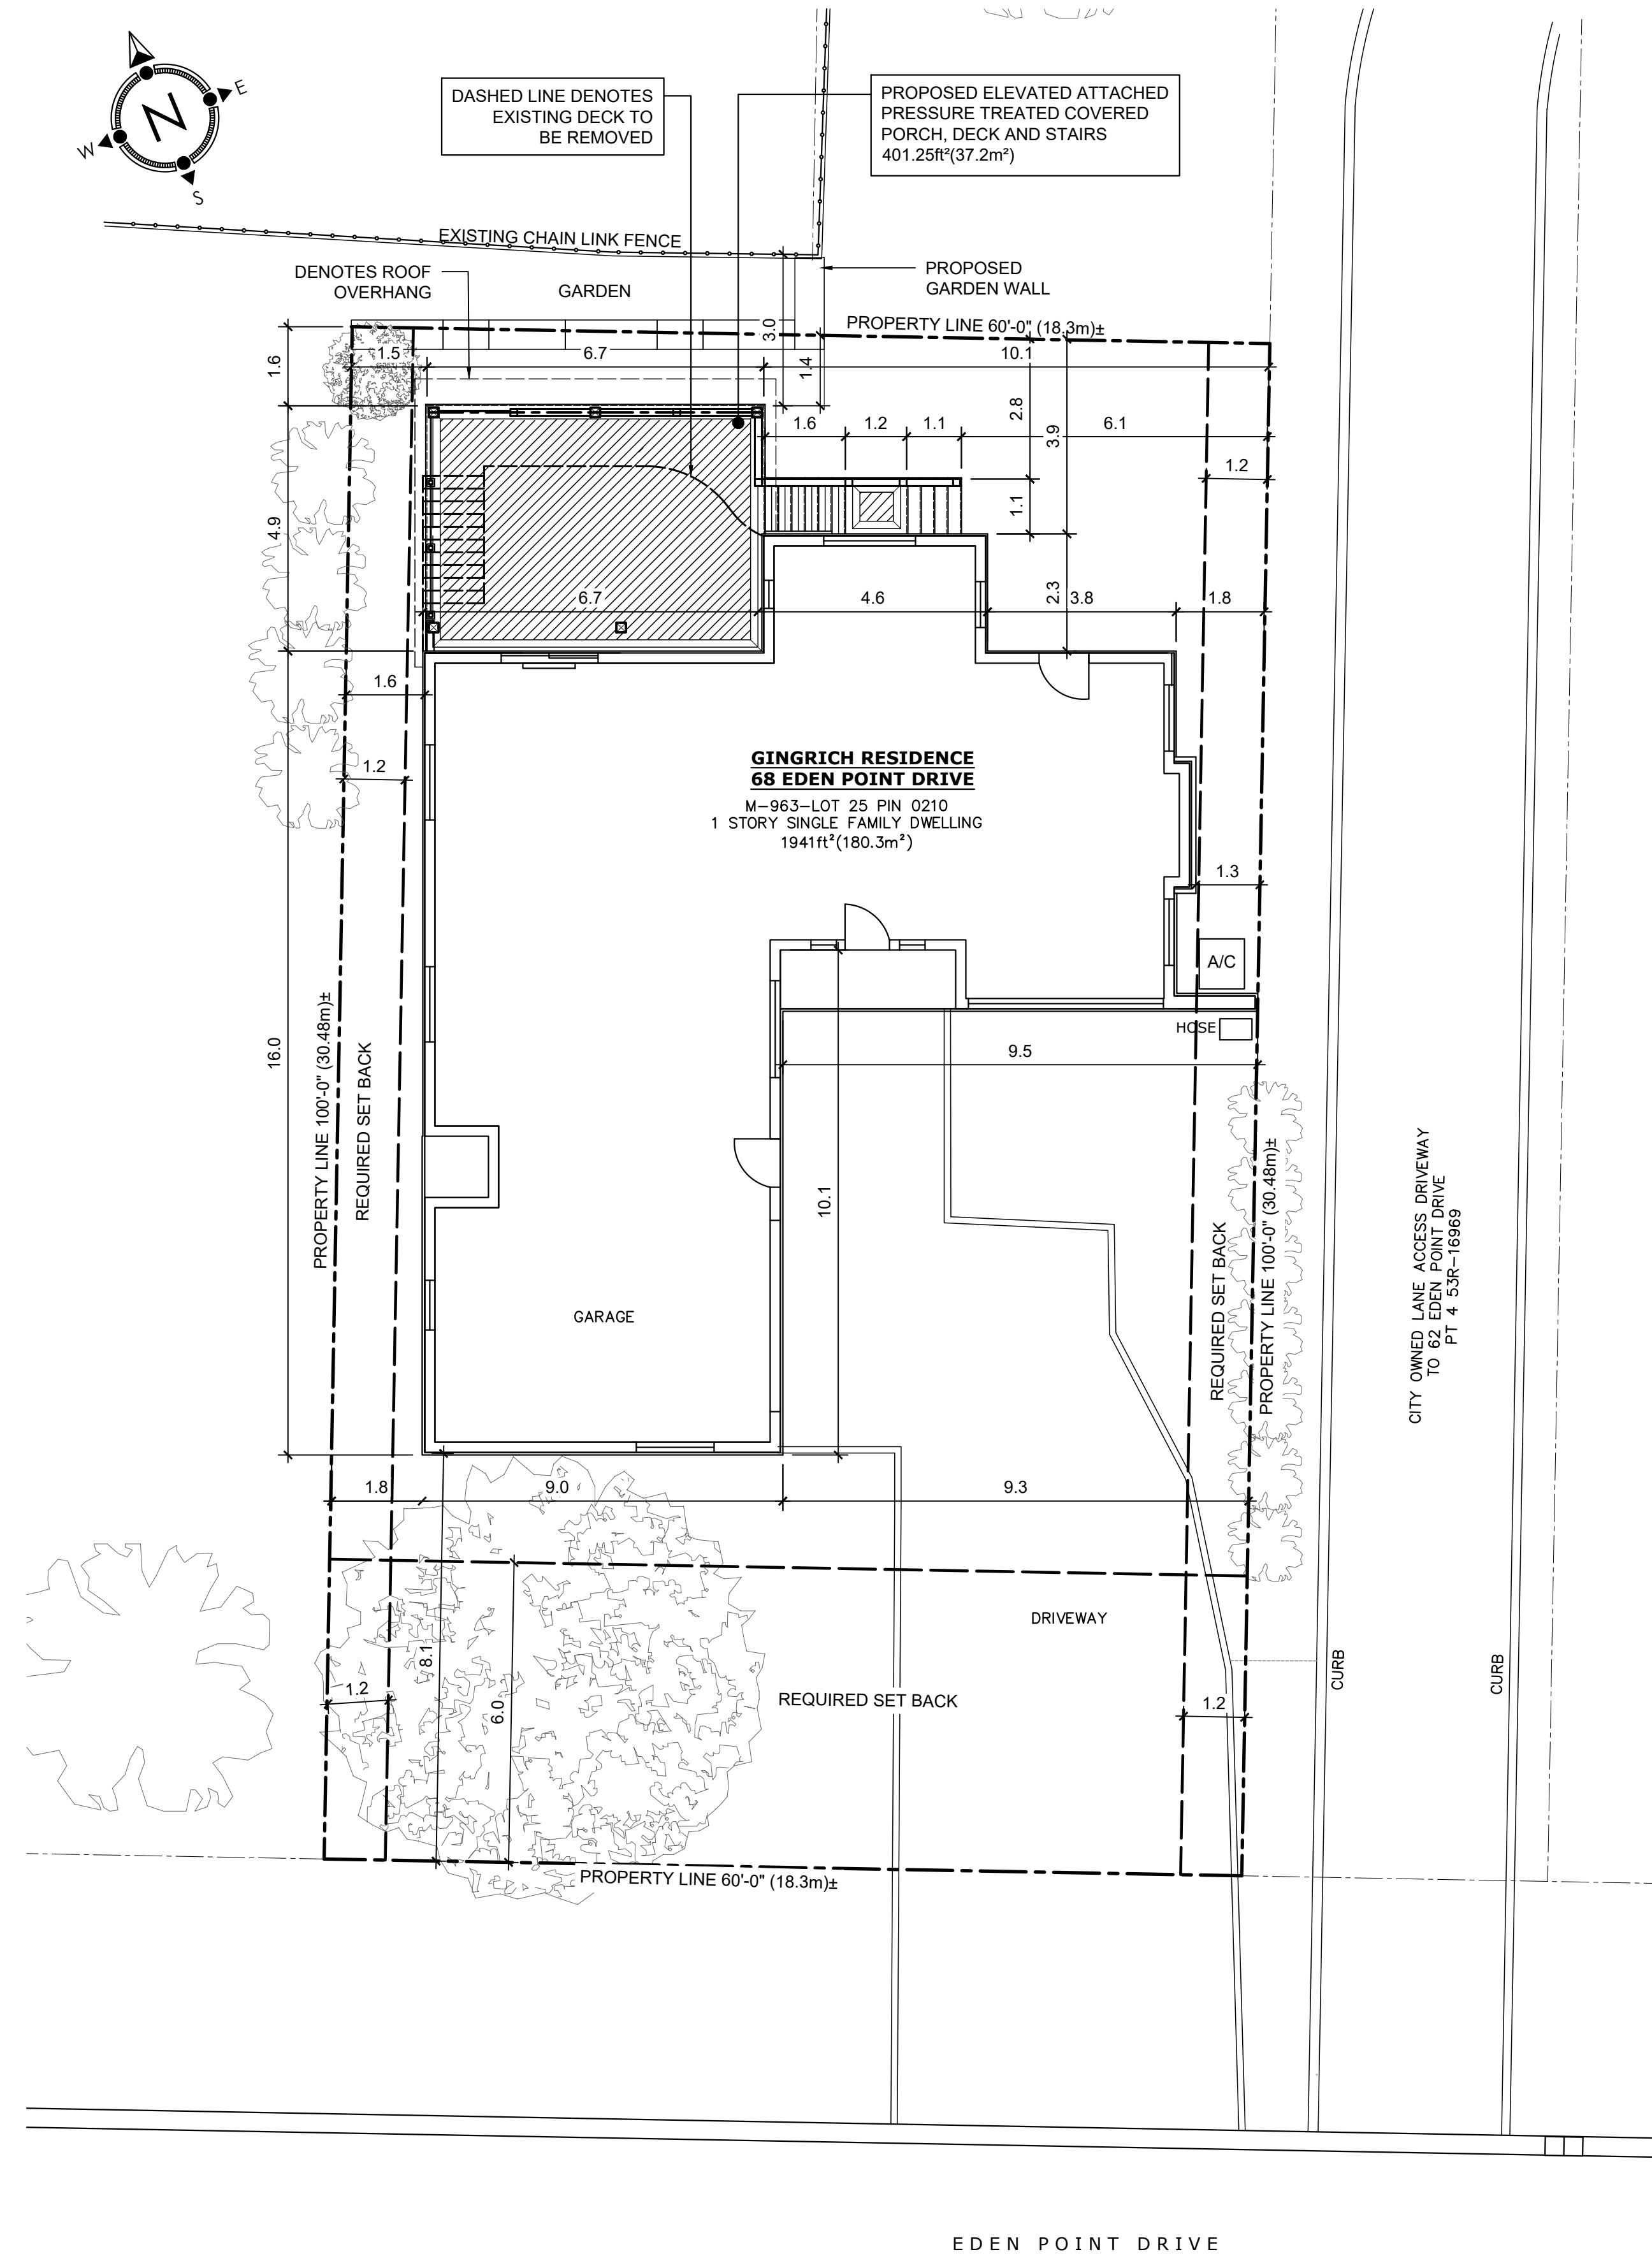 N
E
W
S
DASHED LINE DENOTES
EXISTING DECK TO
BE REMOVED
PROPOSED ELEVATED ATTACHED
PRESSURE TREATED COVERED
PORCH, DECK AND STAIRS
401.25ft²(37.2m²)
EXISTING CHAIN LINK FENCE
DENOTES ROOF
OVERHANG
GARDEN
PROPOSED
GARDEN WALL
PROPERTY LINE 60'-0" (18.3m)±
3.0
1.6
1.5
6.7
1.4
10.1
1.6
1.2
1.1
2.8
3.9
6.1
1.2
4.9
1.1
6.7
4.6
2.3
3.8
1.8
1.6
1.2
GINGRICH RESIDENCE
68 EDEN POINT DRIVE
M-963-LOT 25 PIN 0210
1 STORY SINGLE FAMILY DWELLING
1941ft²(180.3m²)
1.3
A/C
HOSE
9.5
16.0
PROPERTY LINE 100'-0" (30.48m)±
REQUIRED SET BACK
10.1
GARAGE
REQUIRED SET BACK
PROPERTY LINE 100'-0" (30.48m)±
CITY OWNED LANE ACCESS DRIVEWAY
TO 62 EDEN POINT DRIVE
PT 4 53R-16969
1.8
9.0
9.3
DRIVEWAY
8.1
6.0
1.2
REQUIRED SET BACK
1.2
CURB
CURB
PROPERTY LINE 60'-0" (18.3m)±
EDEN POINT DRIVE